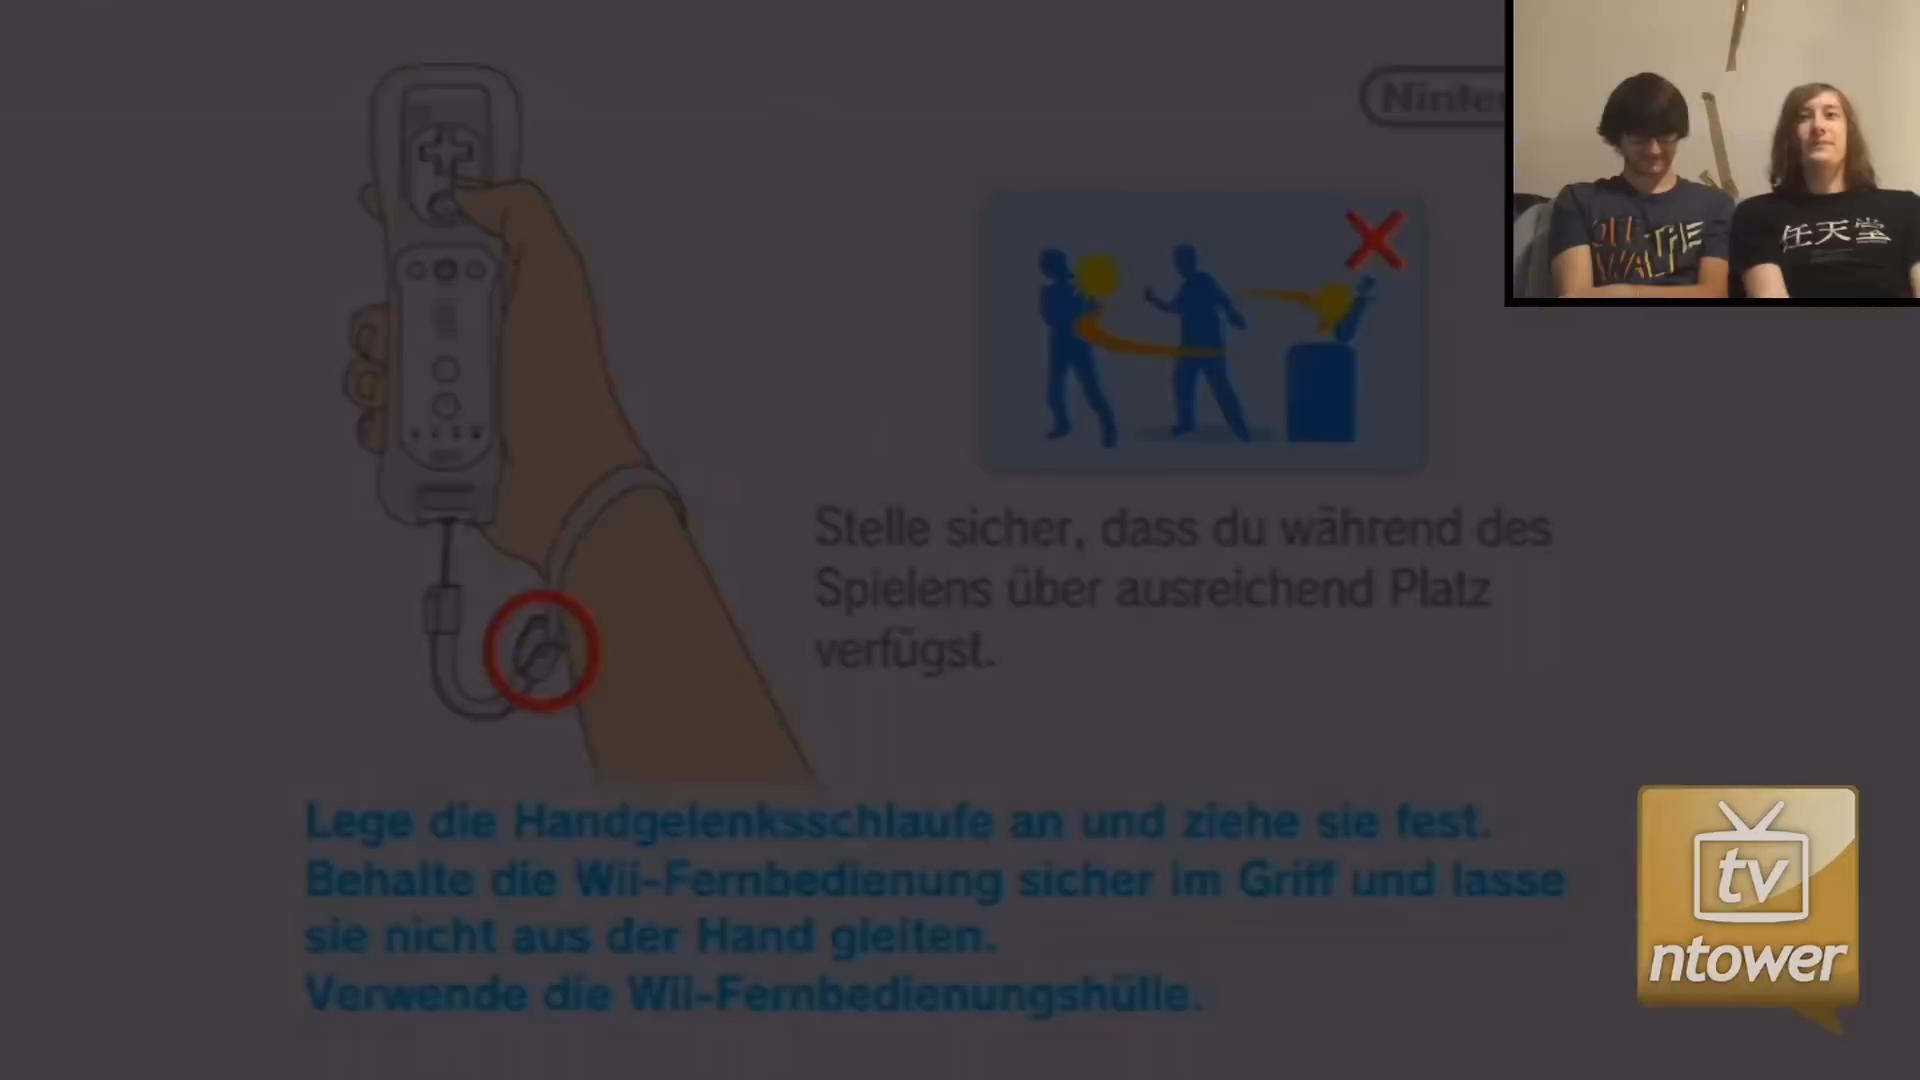 Ninte
任天堂
Stelle sicher, dass du während des
Spielens über ausreichend Platz
verfügst.
Lege die Handgelenksschlaufe an und ziehe sie fest.
Behalte die Wii-Fernbedienung sicher im Griff und lasse
sie nicht aus der Hand gleiten.
Verwende die Wii-Fernbedienungshülle.
tv
ntower